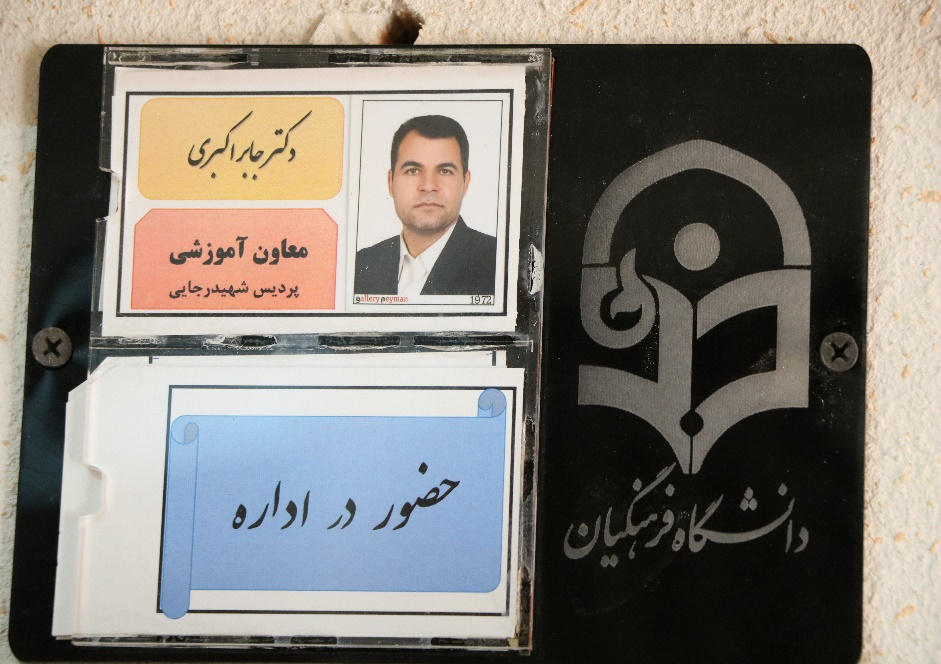 دکتر جابر اکبری
معاون آموزشی
پردیس شهیدرجایی
gallery peyman
1972
حضور در اداره
دانشگاه فرهنگیان